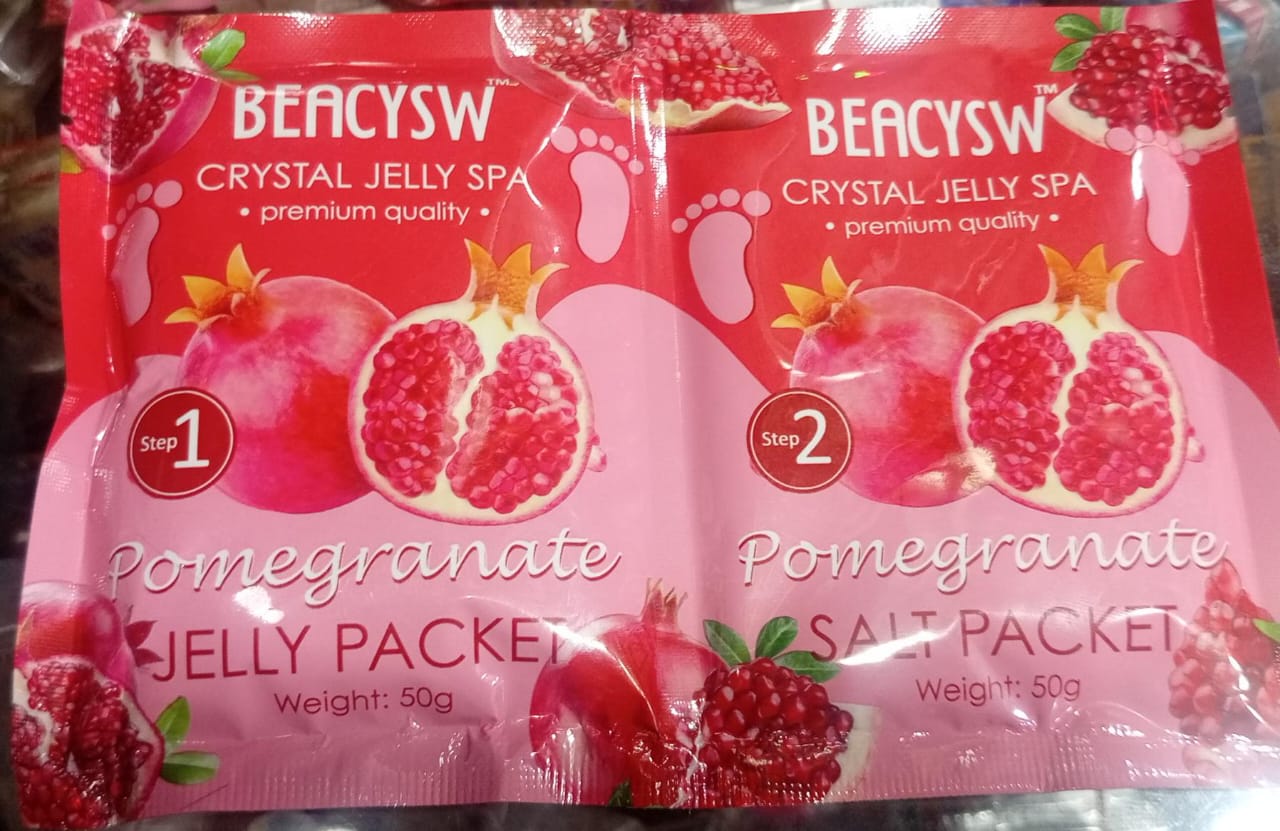 BEACYSW™
CRYSTAL JELLY SPA
• premium quality •
Step 1
Pomegranate
JELLY PACKET
Weight: 50g
BEACYSW™
CRYSTAL JELLY SPA
• premium quality •
Step 2
Pomegranate
SALT PACKET
Weight: 50g